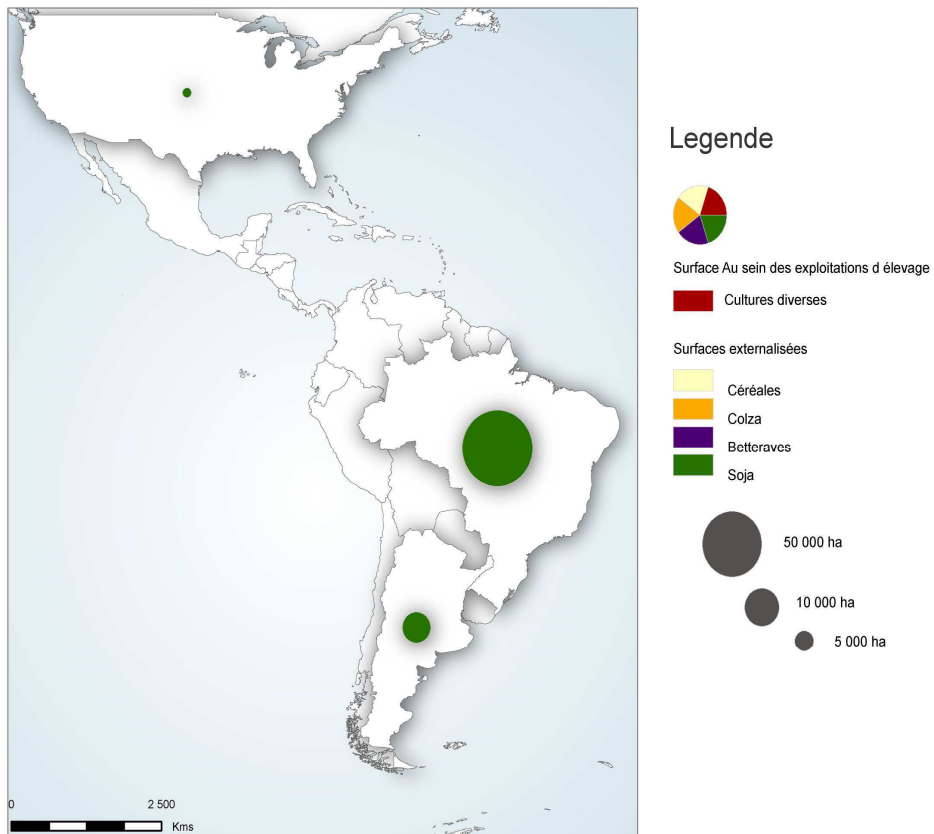 Legende
Surface Au sein des exploitations d élevage
Cultures diverses
Surfaces externalisées
Céréales
Colza
Betteraves
Soja
50 000 ha
10 000 ha
5 000 ha
0 2 500
Kms